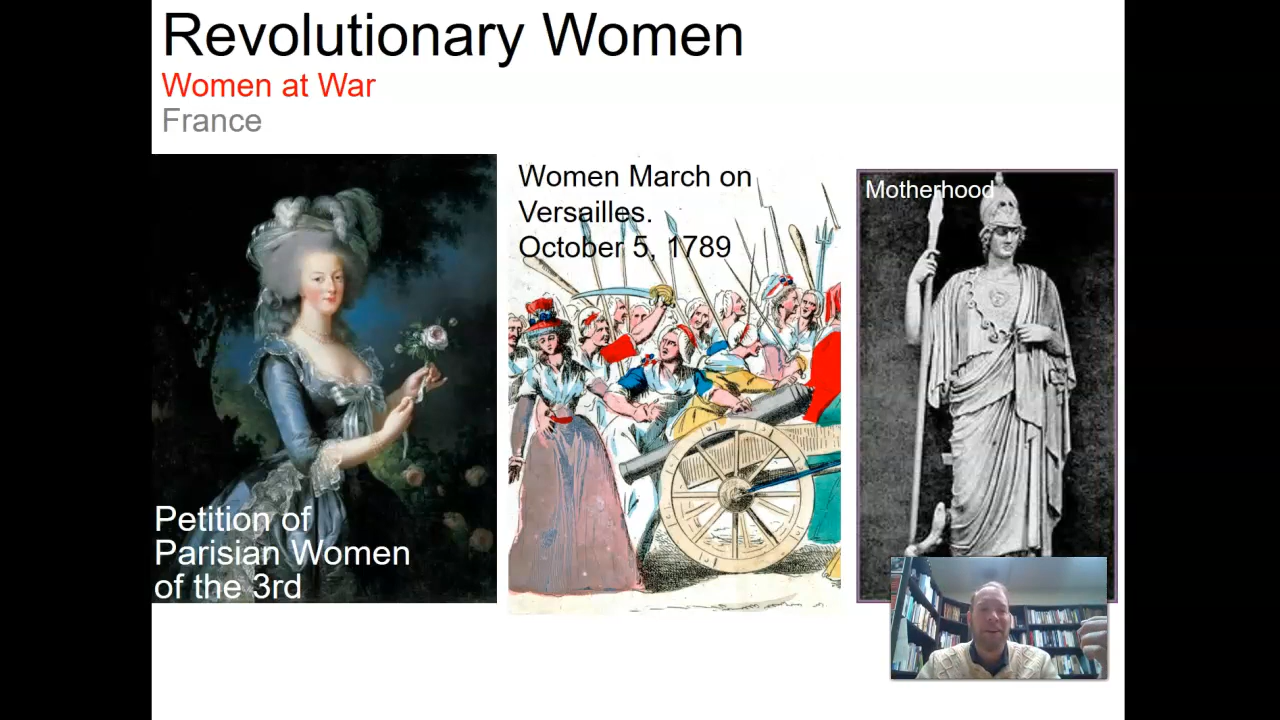 Revolutionary Women
Women at War
France
Petition of
Parisian Women
of the 3rd
Women March on
Versailles.
October 5, 1789
Motherhood